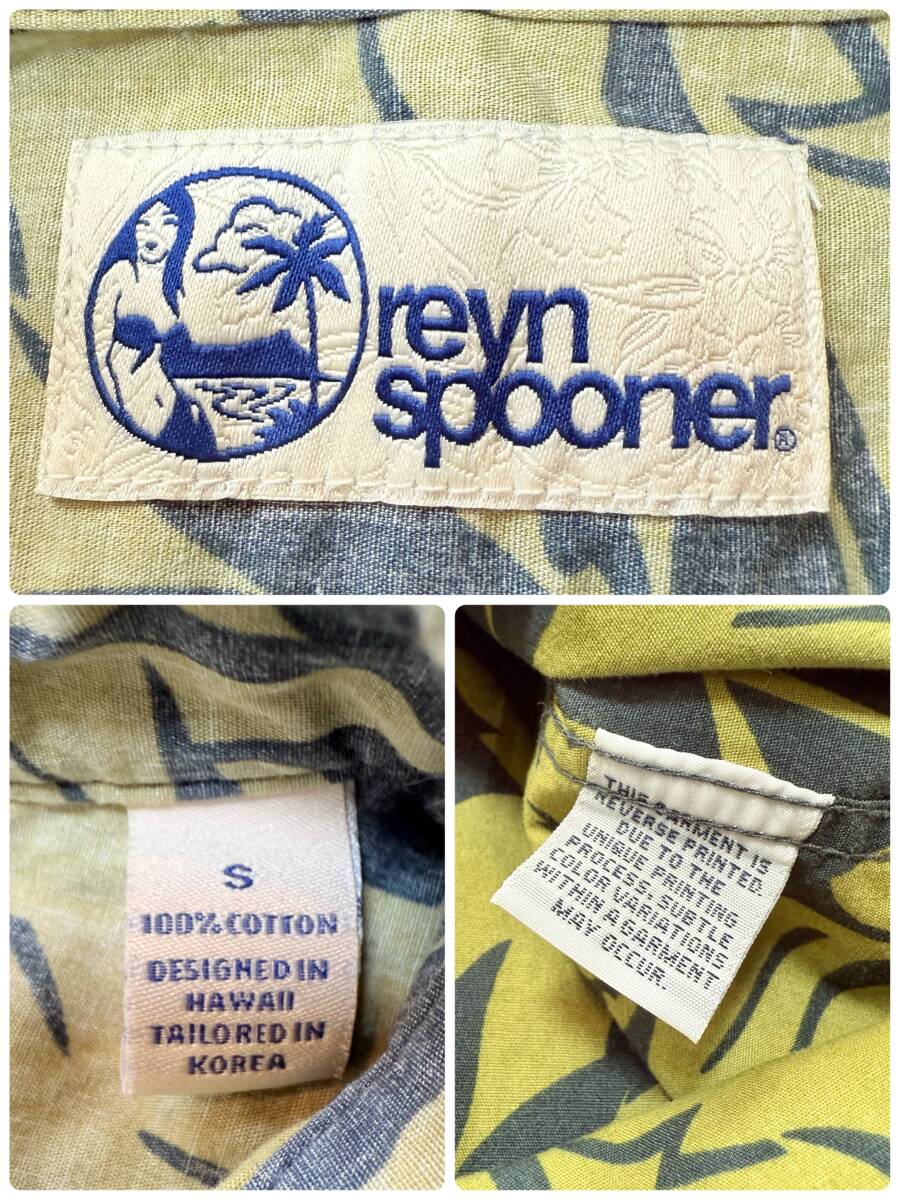 reyn
spooner®
S
100% COTTON
DESIGNED IN
HAWAII
TAILORED IN
KOREA
THIS GARMENT IS
REVERSE PRINTED.
DUE TO THE
UNIQUE PRINTING
PROCESS, SUBTLE
COLOR VARIATIONS
WITHIN A GARMENT
MAY OCCUR.